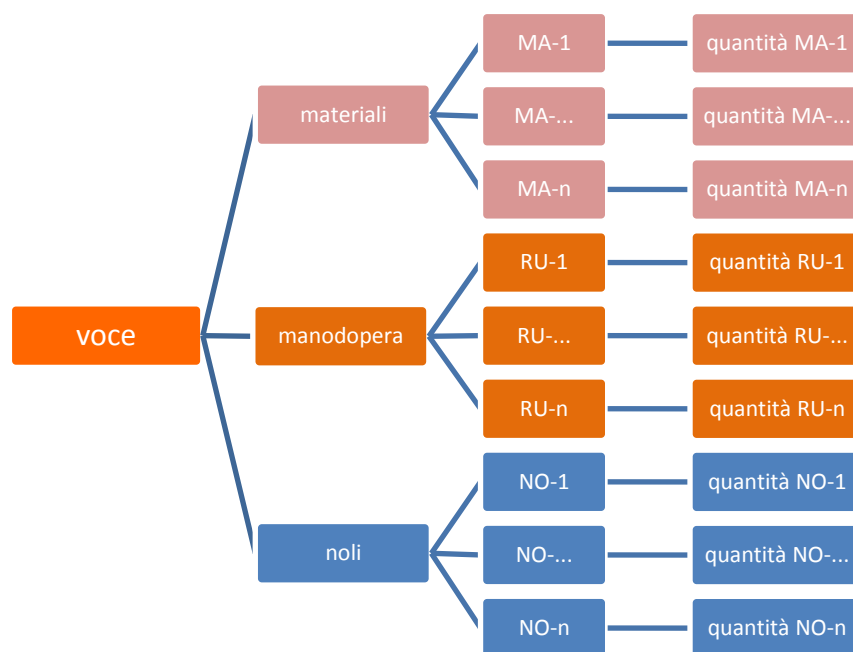 voce
materiali
MA-1
quantità MA-1
MA-...
quantità MA-...
MA-n
quantità MA-n
manodopera
RU-1
quantità RU-1
RU-...
quantità RU-...
RU-n
quantità RU-n
noli
NO-1
quantità NO-1
NO-...
quantità NO-...
NO-n
quantità NO-n